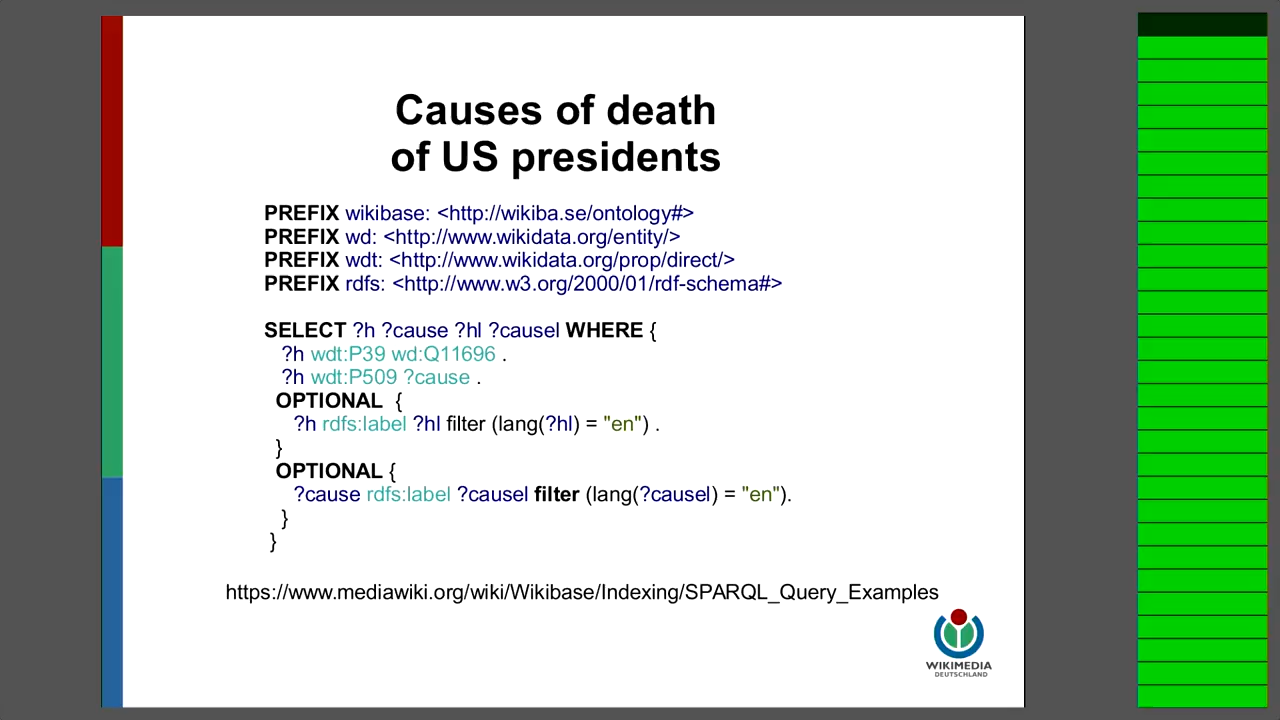 Causes of death
of US presidents
PREFIX wikibase: <http://wikiba.se/ontology#>
PREFIX wd: <http://www.wikidata.org/entity/>
PREFIX wdt: <http://www.wikidata.org/prop/direct/>
PREFIX rdfs: <http://www.w3.org/2000/01/rdf-schema#>
SELECT ?h ?cause ?hl ?causel WHERE {
?h wdt:P39 wd:Q11696 .
?h wdt:P509 ?cause .
OPTIONAL {
?h rdfs:label ?hl filter (lang(?hl) = "en") .
}
OPTIONAL {
?cause rdfs:label ?causel filter (lang(?causel) = "en").
}
}
https://www.mediawiki.org/wiki/Wikibase/Indexing/SPARQL_Query_Examples
WIKIMEDIA
DEUTSCHLAND